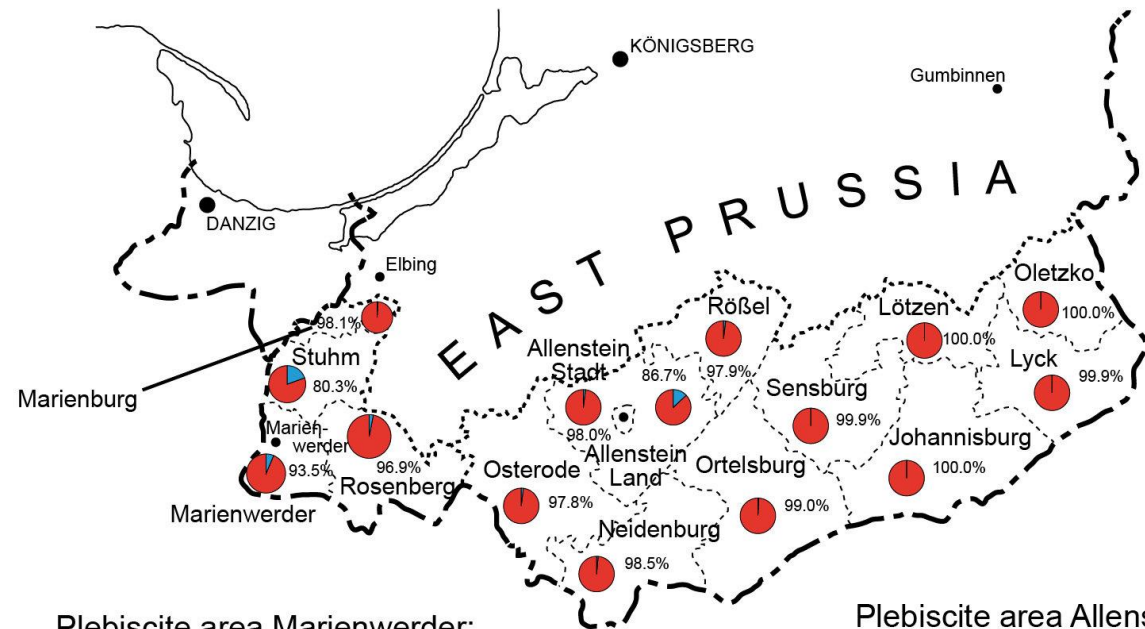 KÖNIGSBERG
Gumbinnen
EAST PRUSSIA
DANZIG
Elbing
Oletzko
100.0%
Rößel
97.9%
Lötzen
100.0%
98.1%
Stuhm
80.3%
Allenstein
Stadt
98.0%
86.7%
Lyck
99.9%
Marienburg
Sensburg
99.9%
Marien-
werder
93.5%
Marienwerder
96.9%
Rosenberg
Allenstein
Land
Johannisburg
100.0%
Osterode
97.8%
Ortelsburg
99.0%
Neidenburg
98.5%
Plebiscite area Marienwerder:
Plebiscite area Allens